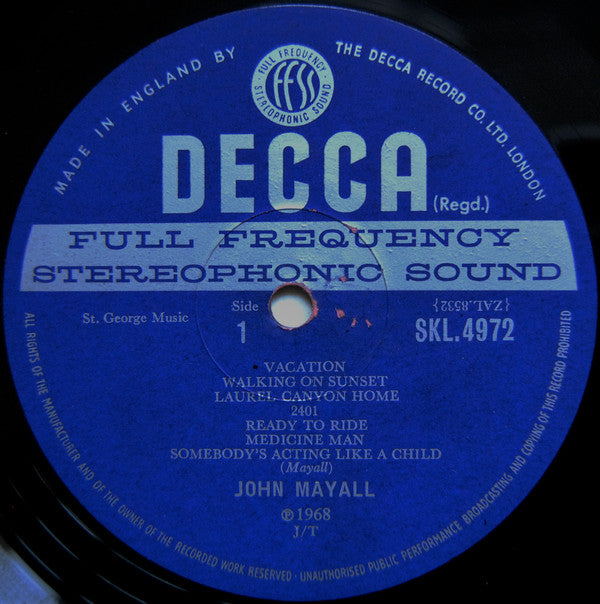 MADE IN ENGLAND BY
THE DECCA RECORD CO. LTD. LONDON
FULL FREQUENCY
FFSS
STEREOPHONIC SOUND
DECCA
(Regd.)
FULL FREQUENCY
STEREOPHONIC SOUND
St. George Music
Side
1
{ZAL.8532}
SKL.4972
VACATION
WALKING ON SUNSET
LAUREL CANYON HOME
2401
READY TO RIDE
MEDICINE MAN
SOMEBODY'S ACTING LIKE A CHILD
(Mayall)
JOHN MAYALL
℗1968
J/T
ALL RIGHTS OF THE MANUFACTURER AND OF THE OWNER OF THE RECORDED WORK RESERVED · UNAUTHORISED PUBLIC PERFORMANCE BROADCASTING AND COPYING OF THIS RECORD PROHIBITED